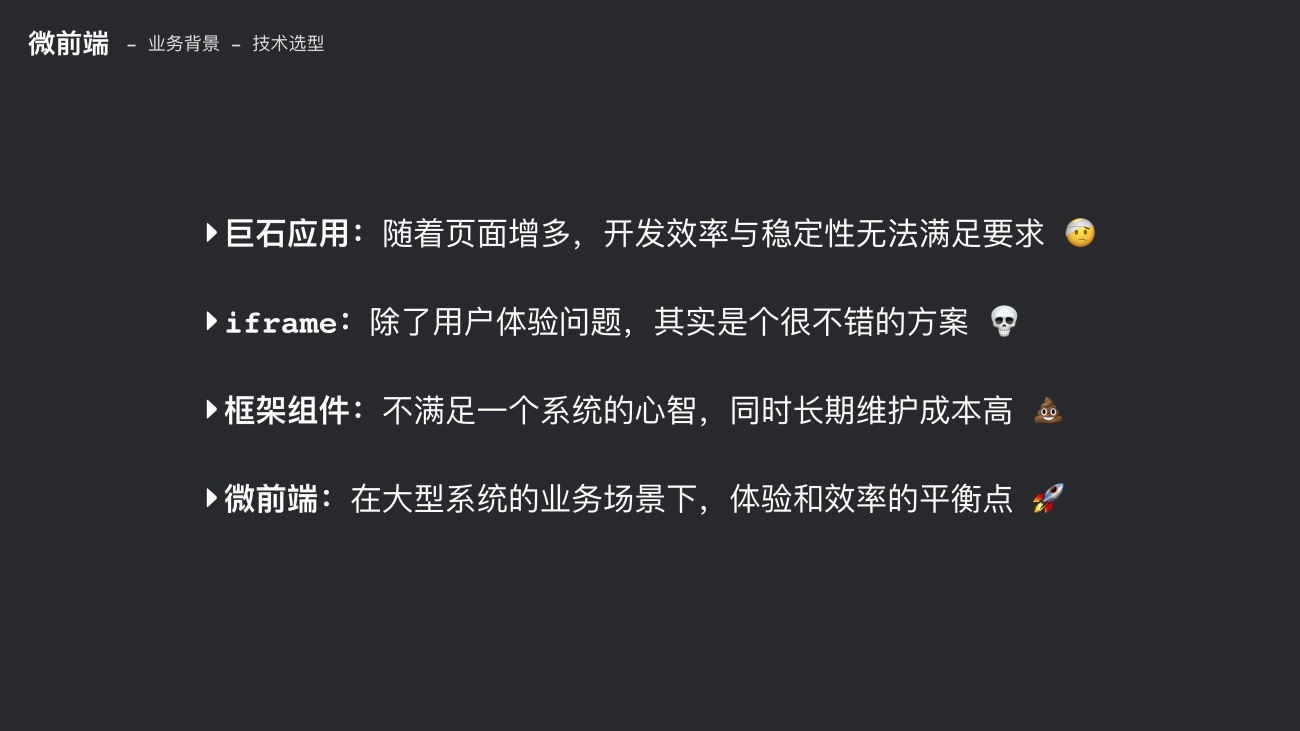 微前端 - 业务背景 - 技术选型
巨石应用：随着页面增多，开发效率与稳定性无法满足要求 🤕
iframe：除了用户体验问题，其实是个很不错的方案 💀
框架组件：不满足一个系统的心智，同时长期维护成本高 💩
微前端：在大型系统的业务场景下，体验和效率的平衡点 🚀